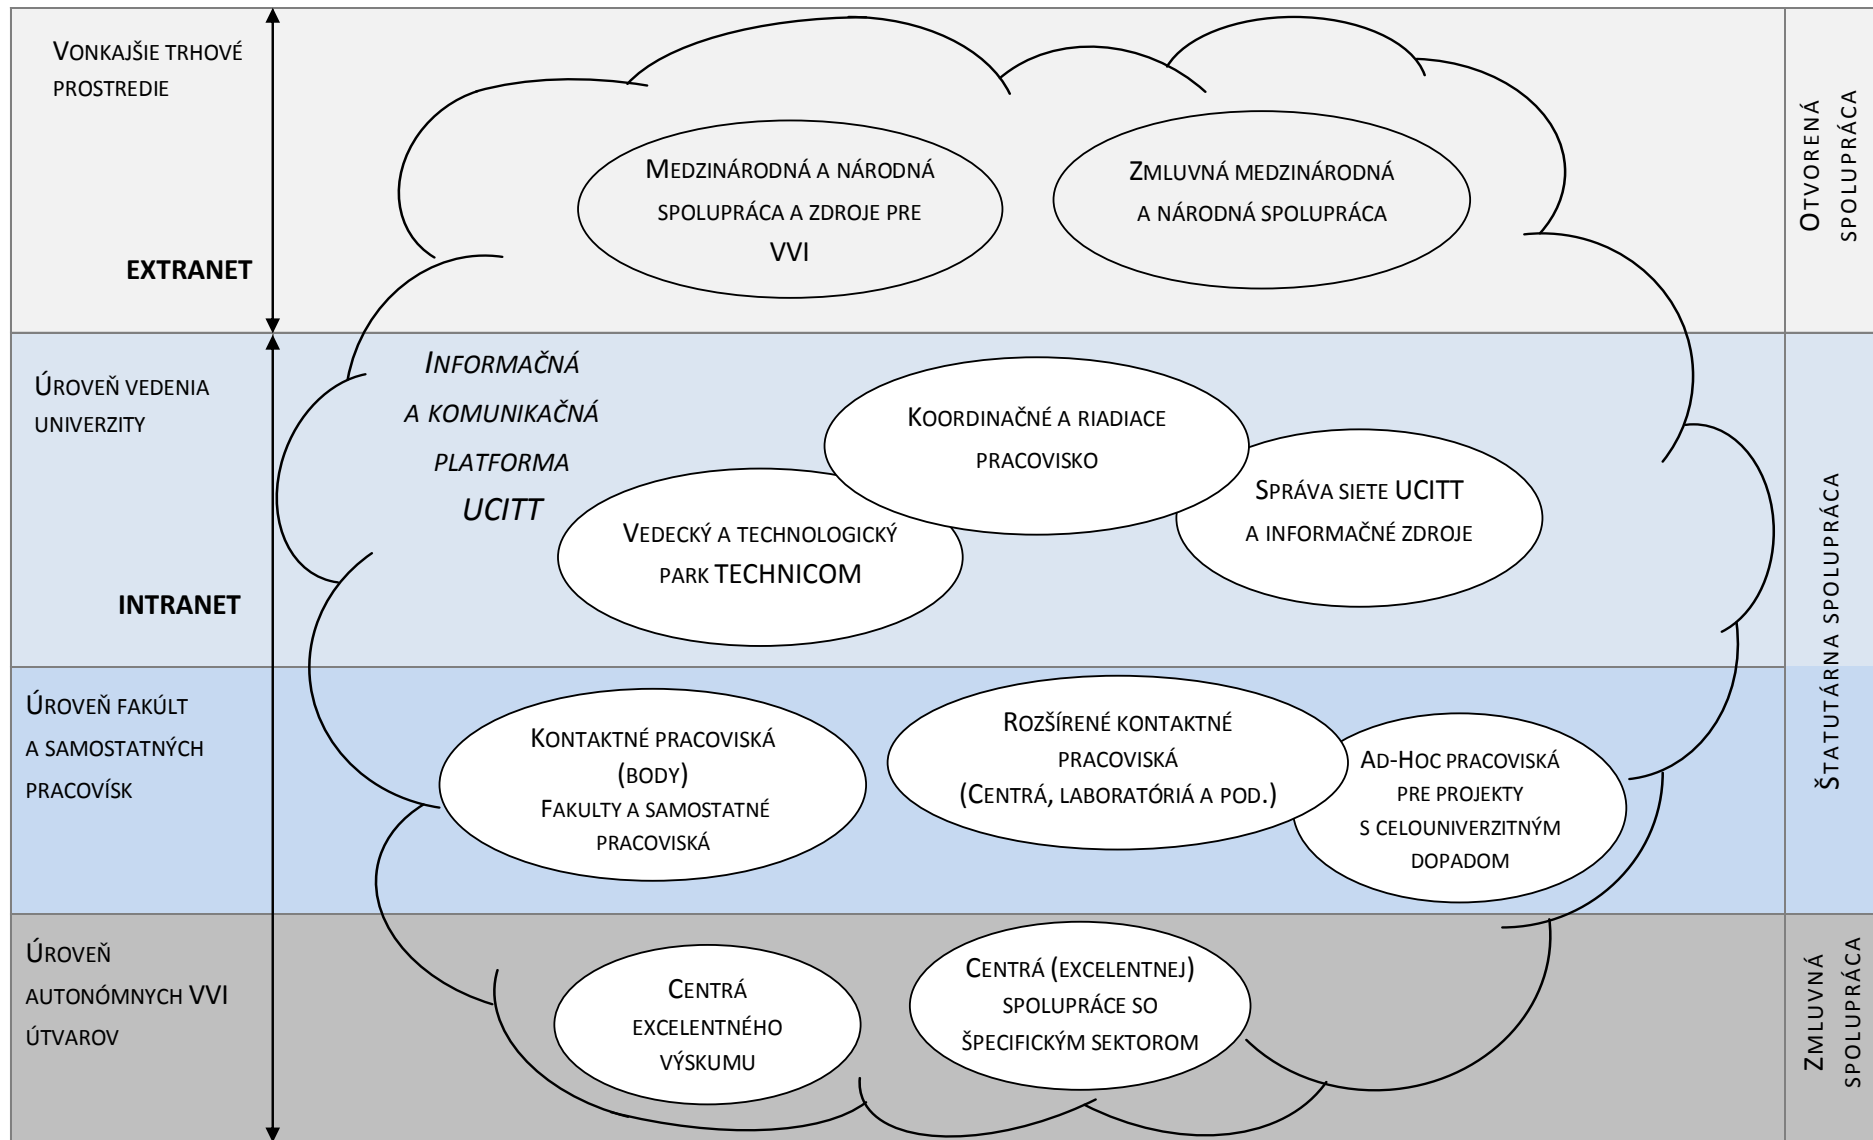 Vonkajšie trhové
prostredie
EXTRANET
Medzinárodná a národná
spolupráca a zdroje pre
VVI
Zmluvná medzinárodná
a národná spolupráca
Otvorená
spolupráca
Úroveň vedenia
univerzity
INTRANET
Informačná
a komunikačná
platforma
UCITT
Koordinačné a riadiace
pracovisko
Vedecký a technologický
park TECHNICOM
Správa siete UCITT
a informačné zdroje
Štatutárna spolupráca
Úroveň fakúlt
a samostatných
pracovísk
Kontaktné pracoviská
(body)
Fakulty a samostatné
pracoviská
Rozšírené kontaktné
pracoviská
(Centrá, laboratóriá a pod.)
Ad-Hoc pracoviská
pre projekty
s celouniverzitným
dopadom
Úroveň
autonómnych VVI
útvarov
Centrá
excelentného
výskumu
Centrá (excelentnej)
spolupráce so
špecifickým sektorom
Zmluvná
spolupráca